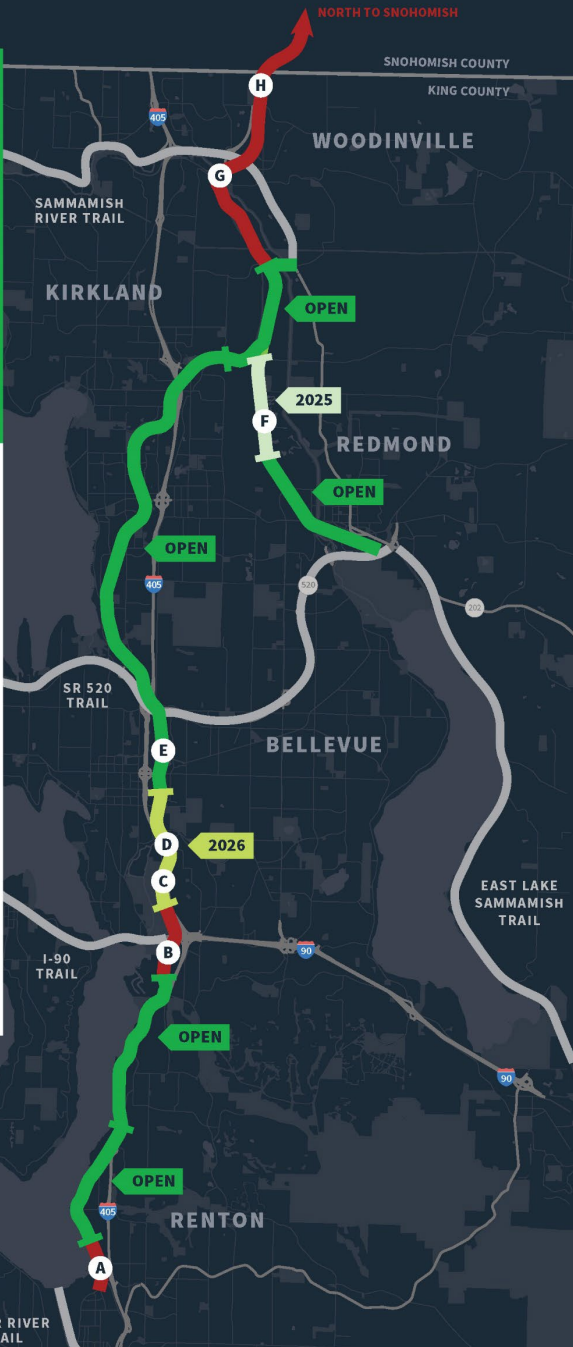 NORTH TO SNOHOMISH
SNOHOMISH COUNTY
KING COUNTY
H
405
WOODINVILLE
G
SAMMAMISH
RIVER TRAIL
KIRKLAND
OPEN
2025
F
REDMOND
OPEN
OPEN
405
520
202
SR 520
TRAIL
E
BELLEVUE
D
2026
C
EAST LAKE
SAMMAMISH
TRAIL
B
90
I-90
TRAIL
OPEN
90
OPEN
405
RENTON
A
RIVER
AIL